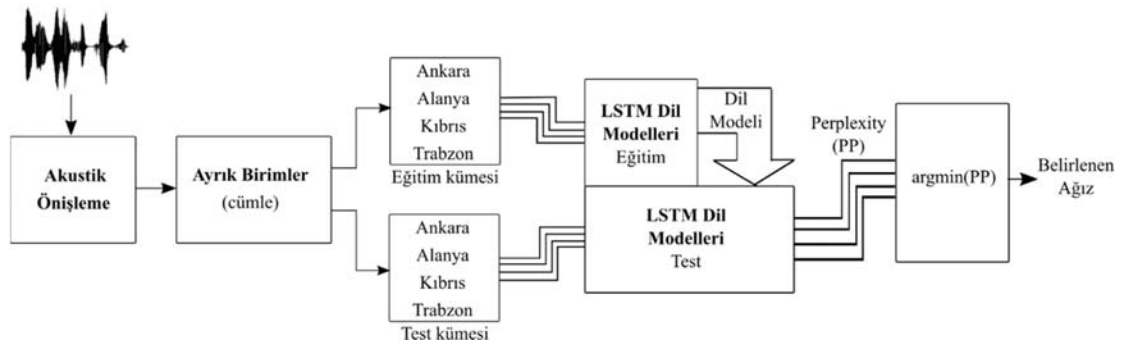 Akustik
Önişleme
Ayrık Birimler
(cümle)
Ankara
Alanya
Kıbrıs
Trabzon
Eğitim kümesi
Ankara
Alanya
Kıbrıs
Trabzon
Test kümesi
LSTM Dil
Modelleri
Eğitim
Dil
Modeli
LSTM Dil
Modelleri
Test
Perplexity
(PP)
argmin(PP)
Belirlenen
Ağız